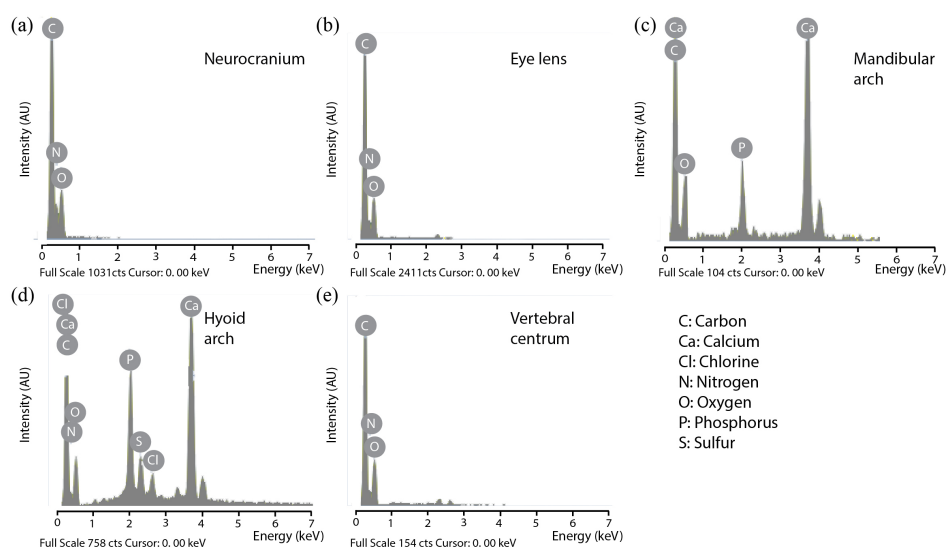 (a)
C
N
O
Neurocranium
Intensity (AU)
0 1 2 3 4 5 6 7
Energy (keV)
Full Scale 1031cts Cursor: 0. 00 keV
(b)
C
N
O
Eye lens
Intensity (AU)
0 1 2 3 4 5 6 7
Energy (keV)
Full Scale 2411cts Cursor: 0. 00 keV
(c)
Ca
C
O
P
Ca
Mandibular
arch
Intensity (AU)
0 1 2 3 4 5 6 7
Energy (keV)
Full Scale 104 cts Cursor: 0. 00 keV
(d)
Cl
Ca
C
O
N
P
S
Cl
Ca
Hyoid
arch
Intensity (AU)
0 1 2 3 4 5 6 7
Energy (keV)
Full Scale 758 cts Cursor: 0. 00 keV
(e)
C
N
O
Vertebral
centrum
Intensity (AU)
0 1 2 3 4 5 6 7
Energy (keV)
Full Scale 154 cts Cursor: 0. 00 keV
C: Carbon
Ca: Calcium
Cl: Chlorine
N: Nitrogen
O: Oxygen
P: Phosphorus
S: Sulfur